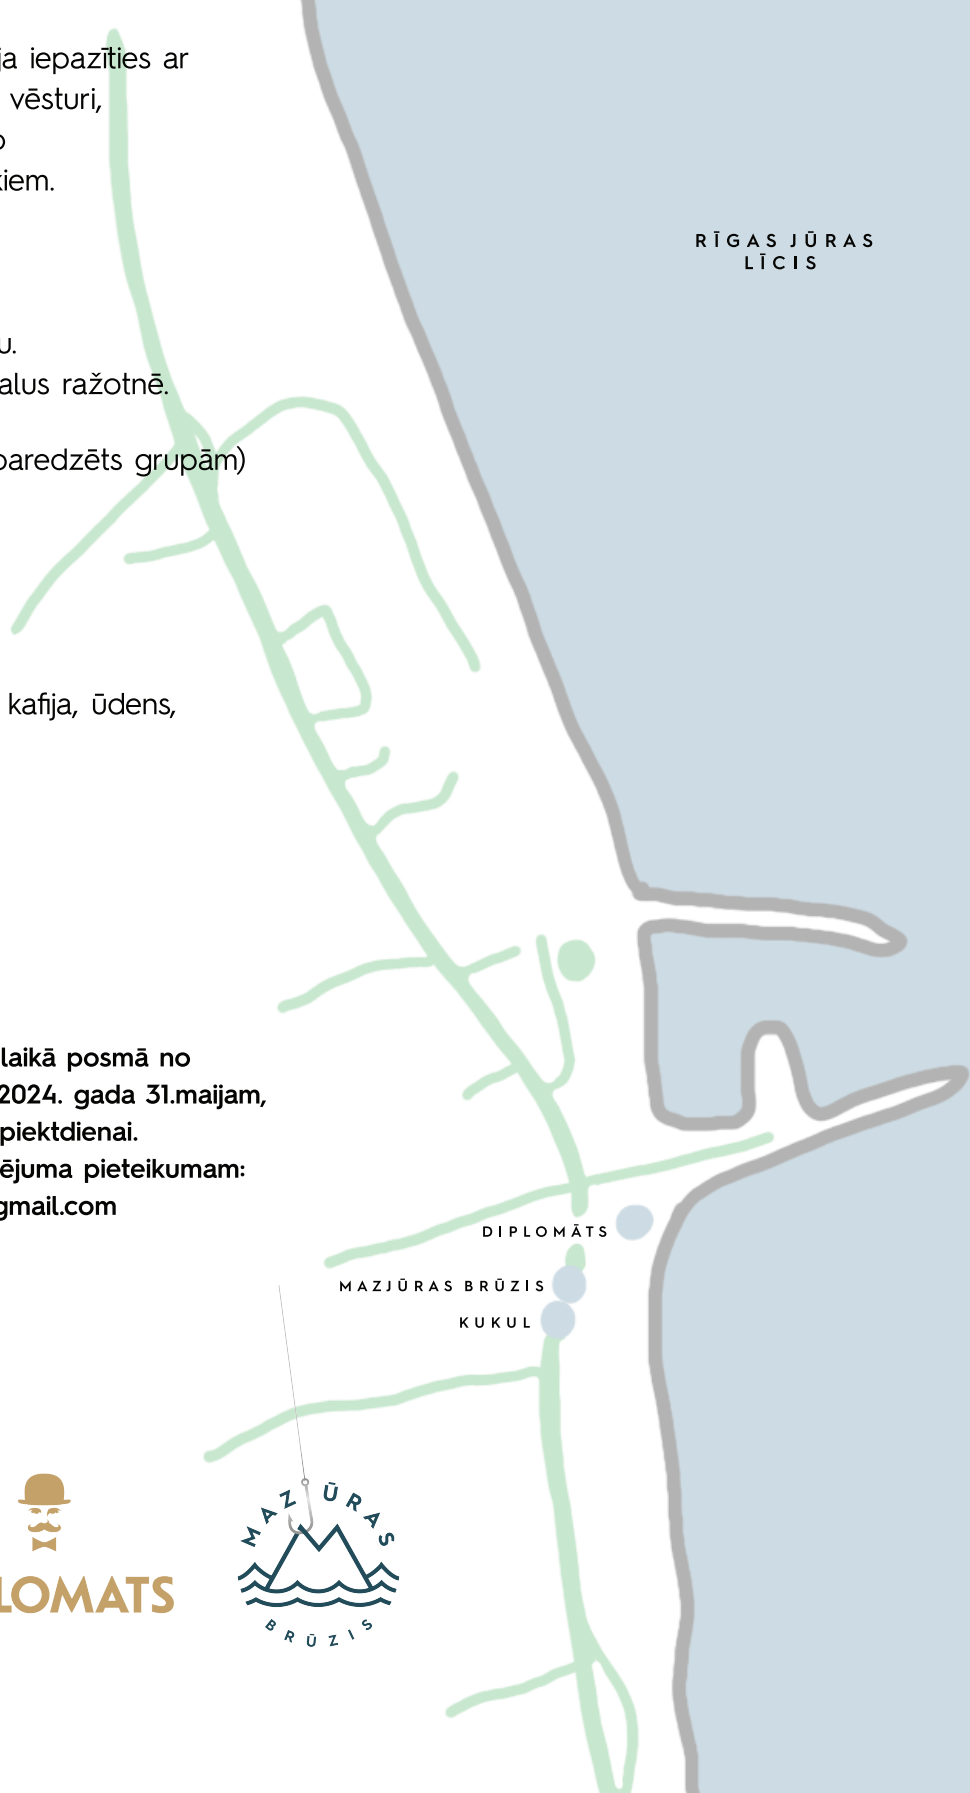 ja iepazīties ar
vēsturi,
kiem.
u.
alus ražotnē.
paredzēts grupām)
kafija, ūdens,
RĪGAS JŪRAS
LĪCIS
laikā posmā no
2024. gada 31.maijam,
piektdienai.
ējuma pieteikumam:
gmail.com
DIPLOMĀTS
MAZJŪRAS BRŪZIS
KUKUL
LOMATS
MAZJŪRAS
BRŪZIS